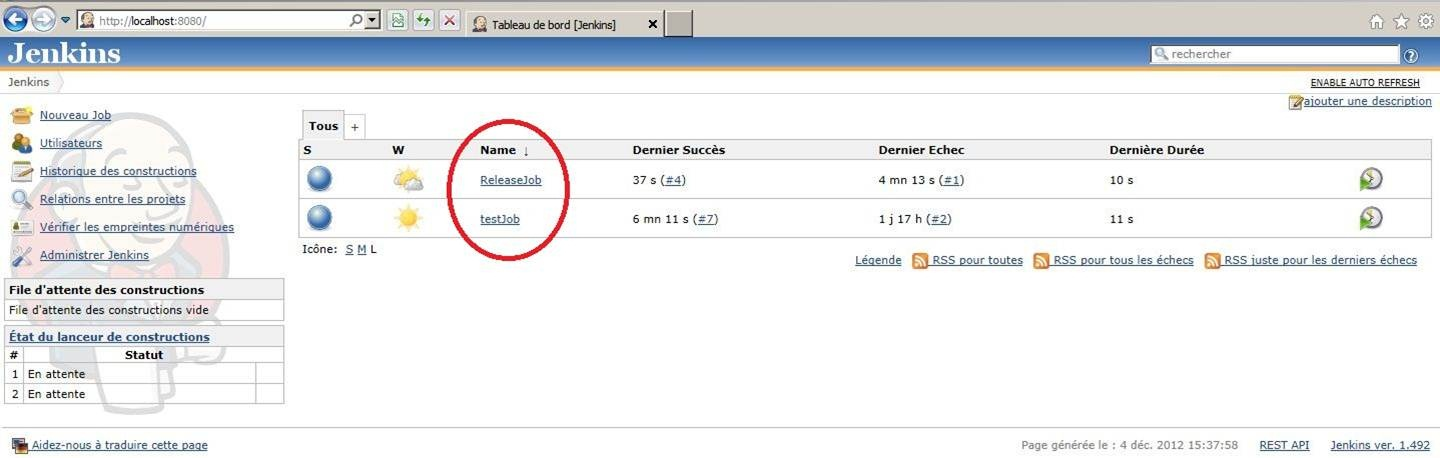 http://localhost:8080/
Tableau de bord [Jenkins]
Jenkins
rechercher
Jenkins
ENABLE AUTO REFRESH
ajouter une description
Nouveau Job
Utilisateurs
Historique des constructions
Relations entre les projets
Vérifier les empreintes numériques
Administrer Jenkins
File d'attente des constructions
File d'attente des constructions vide
État du lanceur de constructions
# Statut
1 En attente
2 En attente
Tous +
S W Name ↓ Dernier Succès Dernier Echec Dernière Durée
ReleaseJob 37 s (#4) 4 mn 13 s (#1) 10 s
testJob 6 mn 11 s (#7) 1 j 17 h (#2) 11 s
Icône: S M L
Légende RSS pour toutes RSS pour tous les échecs RSS juste pour les derniers échecs
Aidez-nous à traduire cette page
Page générée le : 4 déc. 2012 15:37:58 REST API Jenkins ver. 1.492